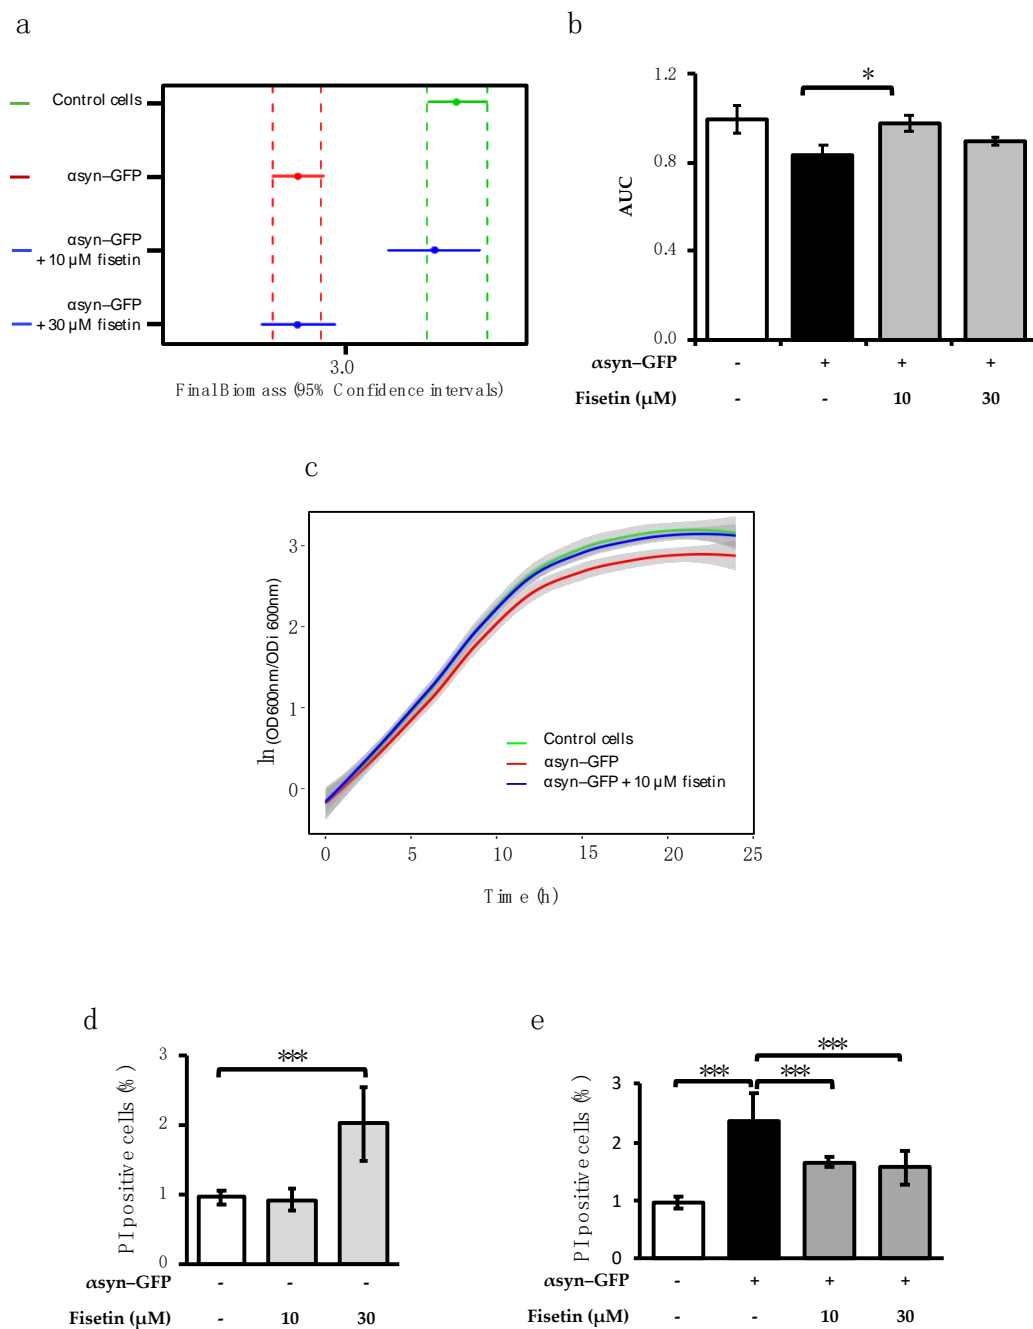 a
Control cells
αsyn–GFP
αsyn–GFP
+ 10 µM fisetin
αsyn–GFP
+ 30 µM fisetin
3.0
Final Biomass (95% Confidence intervals)
b
AUC
1.2
0.8
0.4
0.0
*
αsyn–GFP - + + +
Fisetin (µM) - - 10 30
c
ln (OD600nm/ODi 600nm)
3
2
1
0
Control cells
αsyn–GFP
αsyn–GFP + 10 µM fisetin
0 5 10 15 20 25
Time (h)
d
PI positive cells (%)
3
2
1
0
***
αsyn–GFP - - -
Fisetin (µM) - 10 30
e
PI positive cells (%)
3
2
1
0
***
*** ***
αsyn–GFP - + + +
Fisetin (µM) - - 10 30